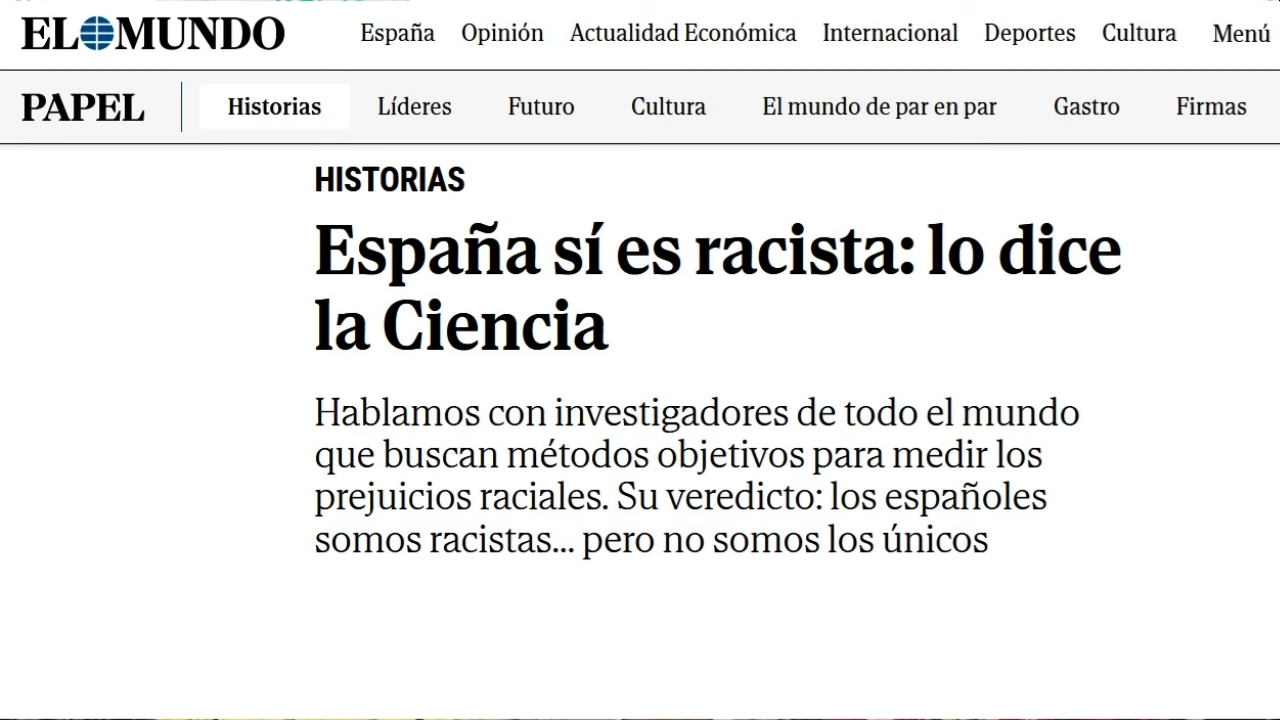 EL MUNDO España Opinión Actualidad Económica Internacional Deportes Cultura Menú
PAPEL Historias Líderes Futuro Cultura El mundo de par en par Gastro Firmas
HISTORIAS
España sí es racista: lo dice
la Ciencia
Hablamos con investigadores de todo el mundo
que buscan métodos objetivos para medir los
prejuicios raciales. Su veredicto: los españoles
somos racistas... pero no somos los únicos